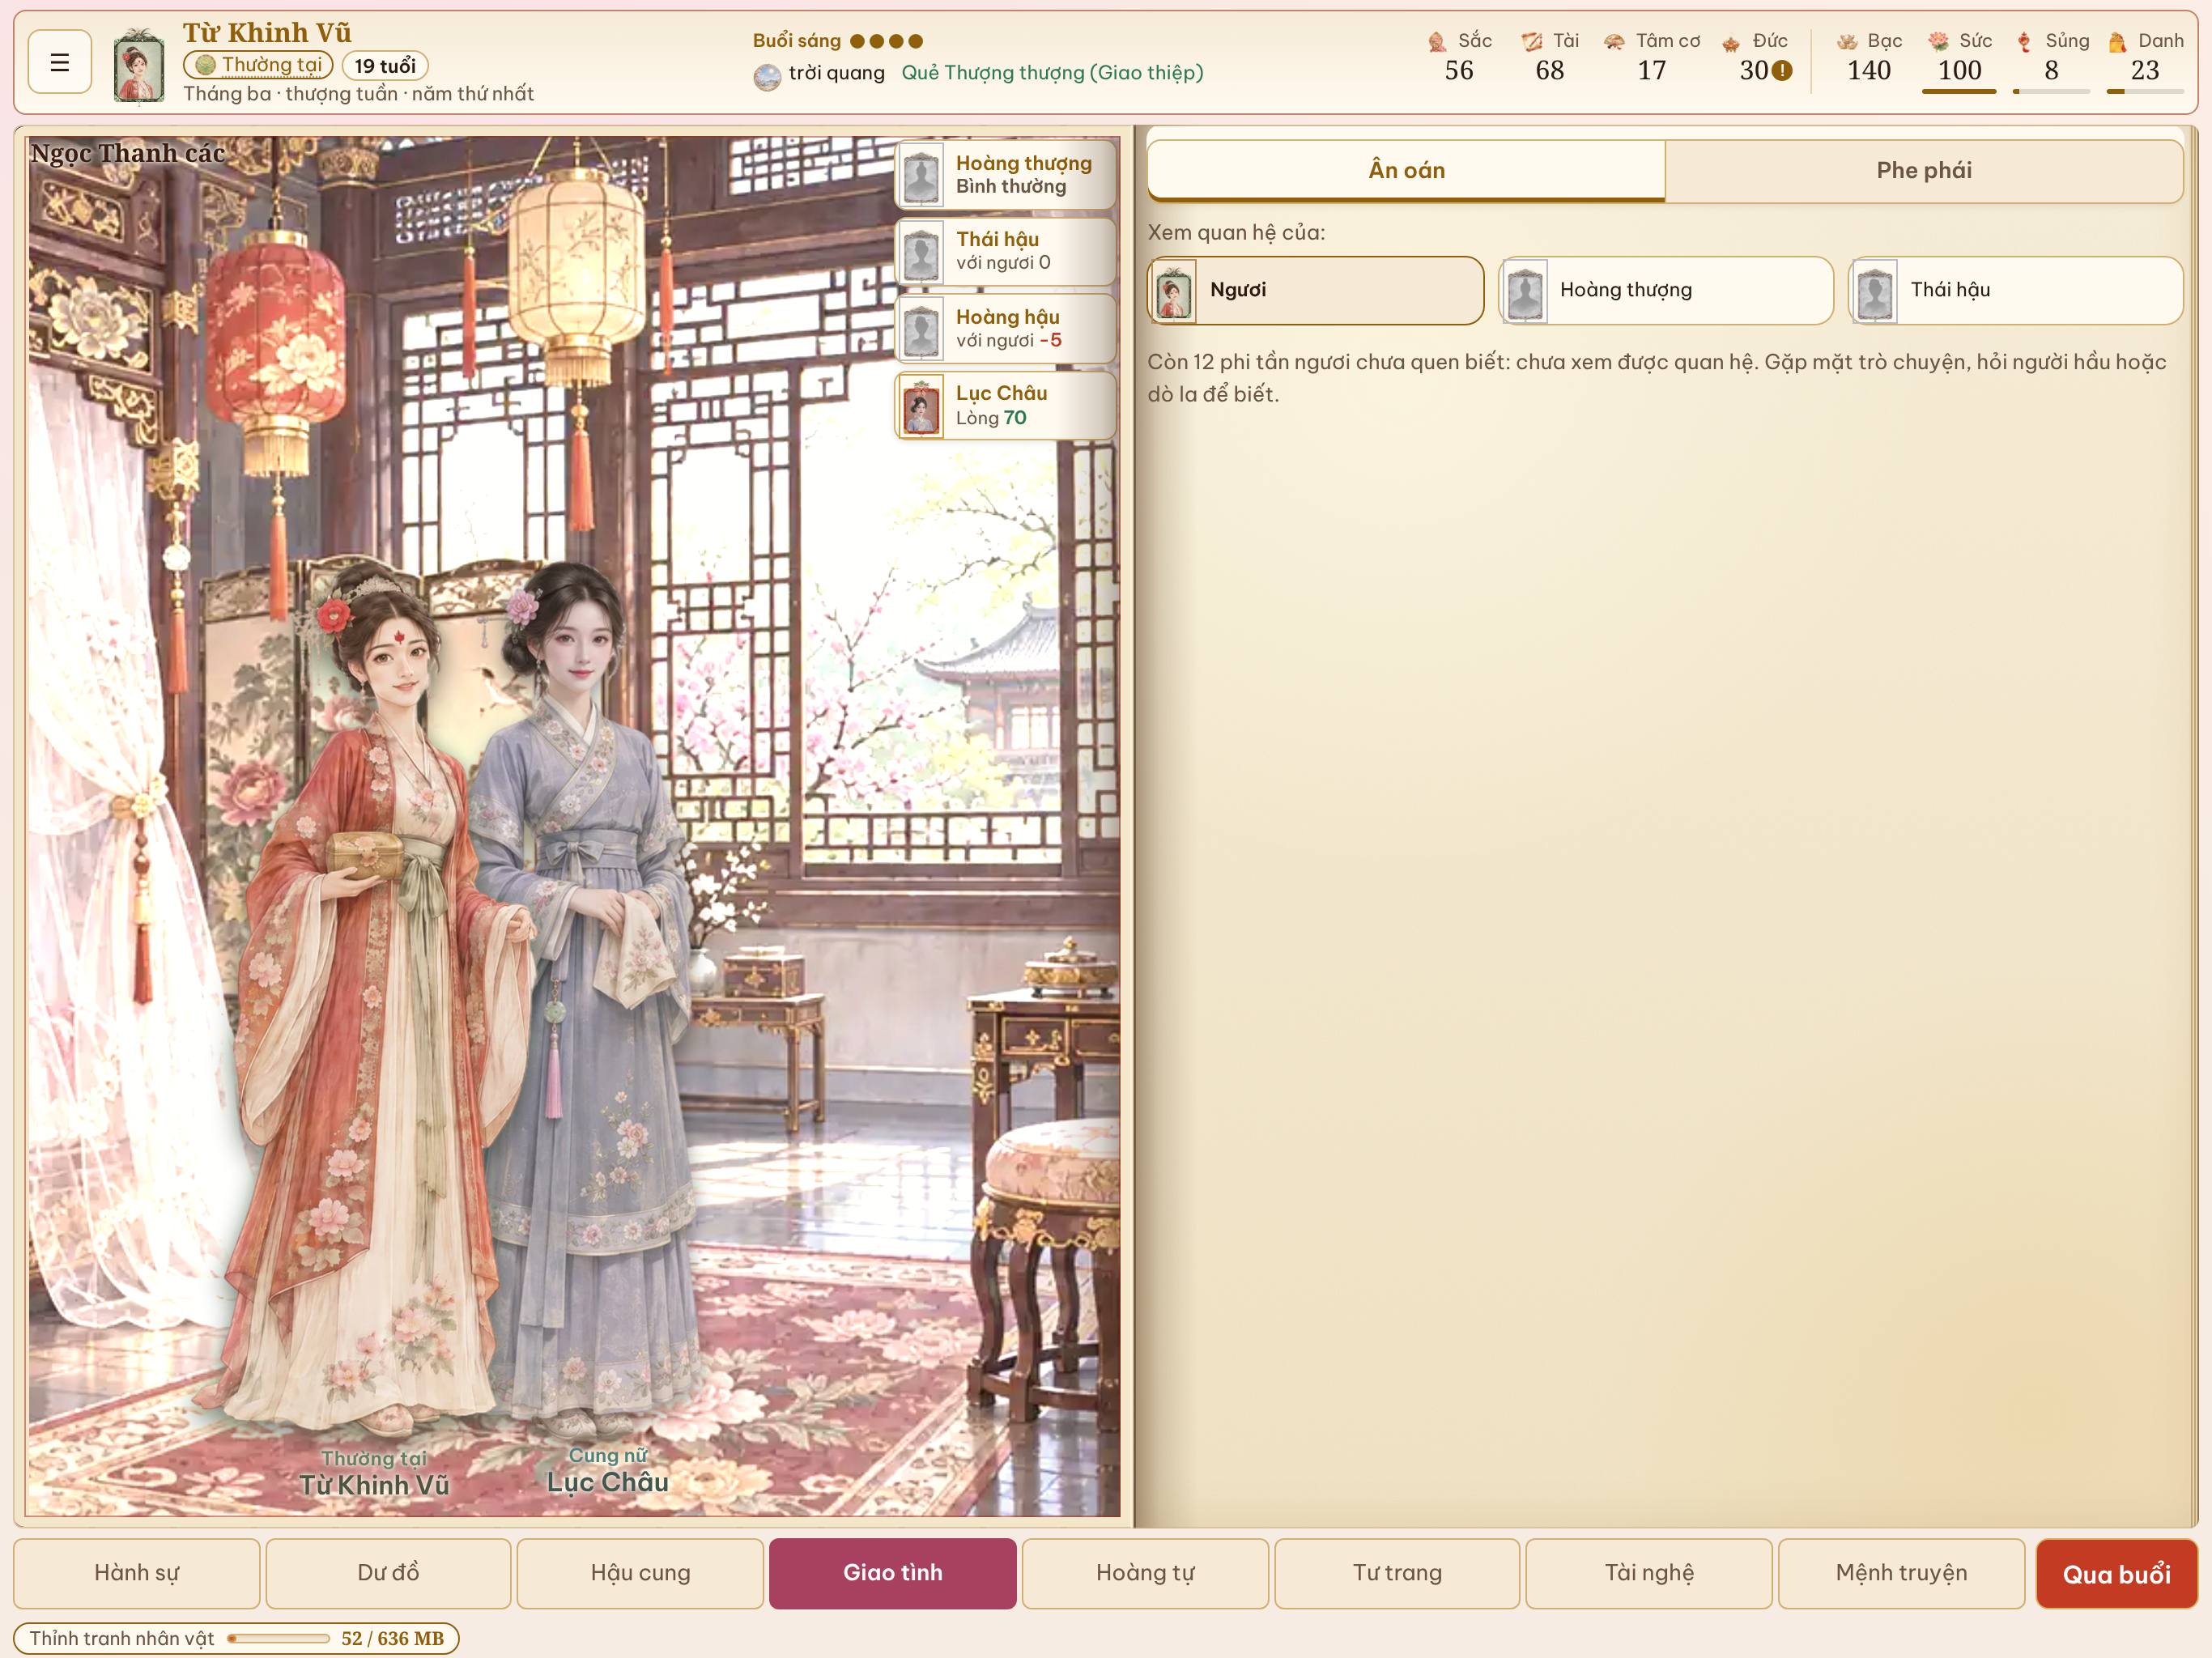 Từ Khinh Vũ
Thường tại
19 tuổi
Tháng ba · thượng tuần · năm thứ nhất
Buổi sáng
trời quang Quẻ Thượng thượng (Giao thiệp)
Sắc
56
Tài
68
Tâm cơ
17
Đức
30
Bạc
140
Sức
100
Sủng
8
Danh
23
Ngọc Thanh các
Hoàng thượng
Bình thường
Thái hậu
với ngươi 0
Hoàng hậu
với ngươi -5
Lục Châu
Lòng 70
Thường tại
Từ Khinh Vũ
Cung nữ
Lục Châu
Ân oán
Phe phái
Xem quan hệ của:
Ngươi
Hoàng thượng
Thái hậu
Còn 12 phi tần ngươi chưa quen biết: chưa xem được quan hệ. Gặp mặt trò chuyện, hỏi người hầu hoặc
dò la để biết.
Hành sự
Dư đồ
Hậu cung
Giao tình
Hoàng tự
Tư trang
Tài nghệ
Mệnh truyện
Qua buổi
Thỉnh tranh nhân vật 52 / 636 MB